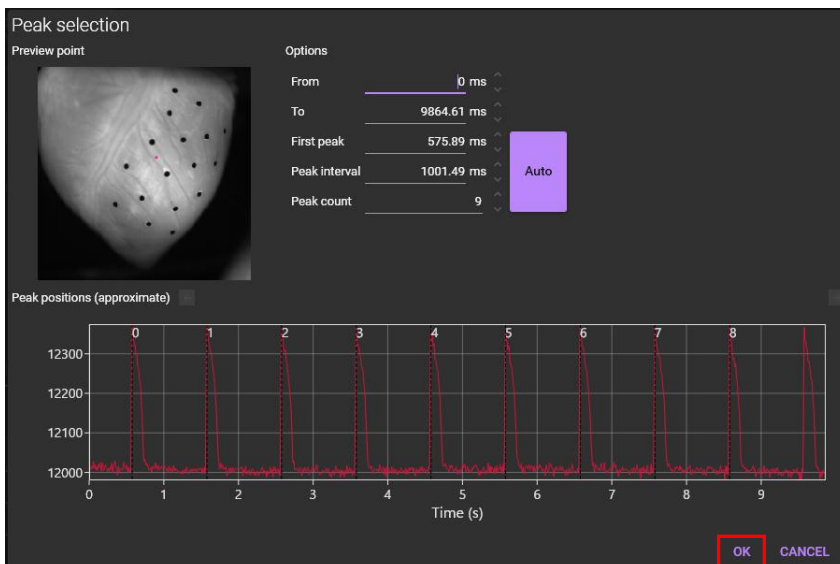 Peak selection
Preview point
Options
From 0 ms
To 9864.61 ms
First peak 575.89 ms
Peak interval 1001.49 ms
Auto
Peak count 9
Peak positions (approximate)
0 1 2 3 4 5 6 7 8
12300
12200
12100
12000
0 1 2 3 4 5 6 7 8 9
Time (s)
OK CANCEL